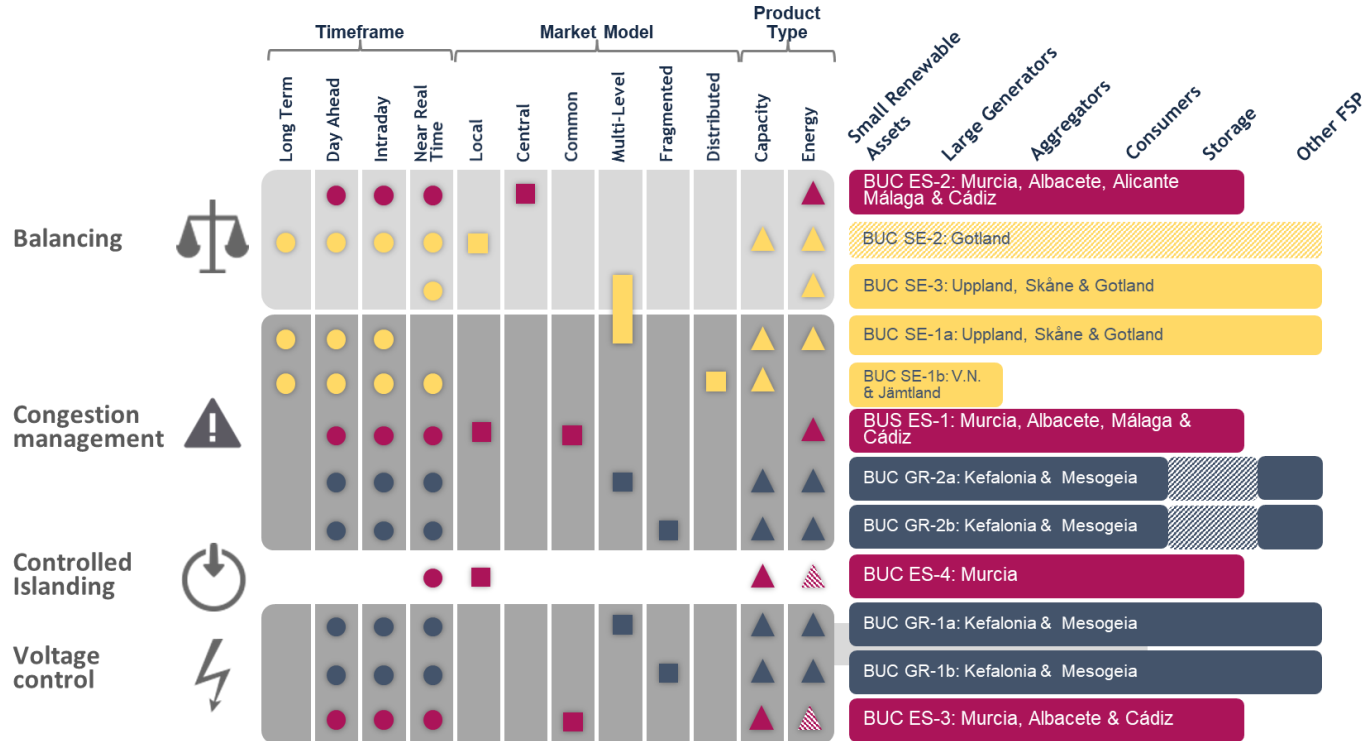 Timeframe
Market Model
Product
Type
Long Term
Day Ahead
Intraday
Near Real
Time
Local
Central
Common
Multi-Level
Fragmented
Distributed
Capacity
Energy
Small Renewable
Assets
Large Generators
Aggregators
Consumers
Storage
Other FSP
Balancing
BUC ES-2: Murcia, Albacete, Alicante
Málaga & Cádiz
BUC SE-2: Gotland
BUC SE-3: Uppland, Skåne & Gotland
Congestion
management
BUC SE-1a: Uppland, Skåne & Gotland
BUC SE-1b: V.N.
& Jämtland
BUS ES-1: Murcia, Albacete, Málaga &
Cádiz
BUC GR-2a: Kefalonia & Mesogeia
BUC GR-2b: Kefalonia & Mesogeia
Controlled
Islanding
BUC ES-4: Murcia
Voltage
control
BUC GR-1a: Kefalonia & Mesogeia
BUC GR-1b: Kefalonia & Mesogeia
BUC ES-3: Murcia, Albacete & Cádiz